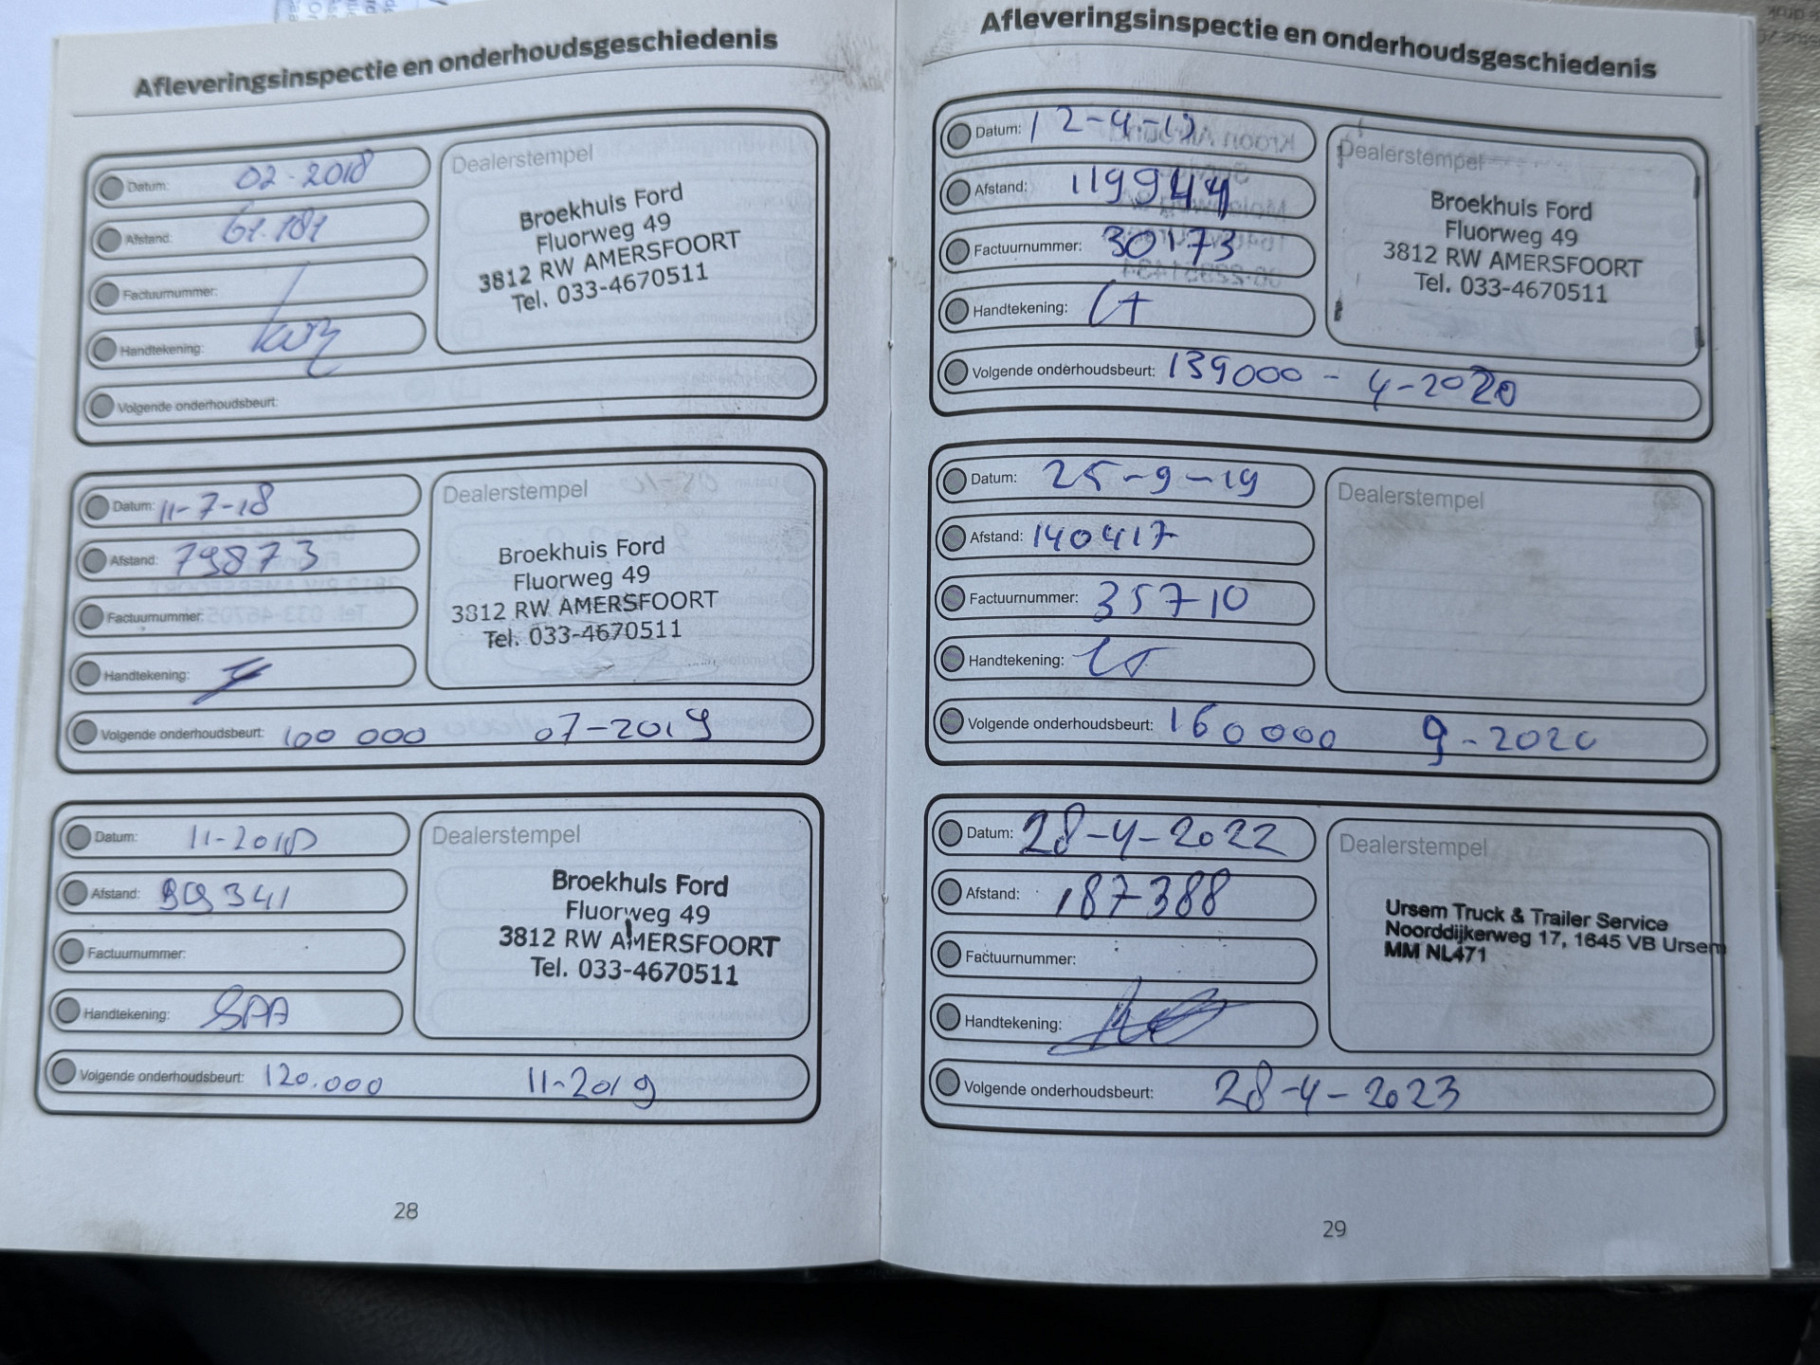 Afleveringsinspectie en onderhoudsgeschiedenis
Datum: 02-2018
Afstand:
Factuurnummer:
Handtekening:
Volgende onderhoudsbeurt:
Dealerstempel
Broekhuis Ford
Fluorweg 49
3812 RW AMERSFOORT
Tel. 033-4670511
Datum: 11-7-18
Afstand: 79873
Factuurnummer:
Handtekening:
Volgende onderhoudsbeurt: 100 000 07-2019
Dealerstempel
Broekhuis Ford
Fluorweg 49
3812 RW AMERSFOORT
Tel. 033-4670511
Datum: 11-2018
Afstand:
Factuurnummer:
Handtekening: SPA
Volgende onderhoudsbeurt: 120.000 11-2019
Dealerstempel
Broekhuis Ford
Fluorweg 49
3812 RW AMERSFOORT
Tel. 033-4670511
28
Afleveringsinspectie en onderhoudsgeschiedenis
Datum: 12-4-19
Afstand: 119944
Factuurnummer: 30173
Handtekening:
Volgende onderhoudsbeurt: 139000 - 4-2020
Dealerstempel
Broekhuis Ford
Fluorweg 49
3812 RW AMERSFOORT
Tel. 033-4670511
Datum: 25-9-19
Afstand: 140417
Factuurnummer: 35710
Handtekening:
Volgende onderhoudsbeurt: 160000 9-2020
Dealerstempel
Datum: 28-4-2022
Afstand: 187388
Factuurnummer:
Handtekening:
Volgende onderhoudsbeurt: 28-4-2023
Dealerstempel
Ursem Truck & Trailer Service
Noorddijkerweg 17, 1645 VB Ursem
MM NL471
29